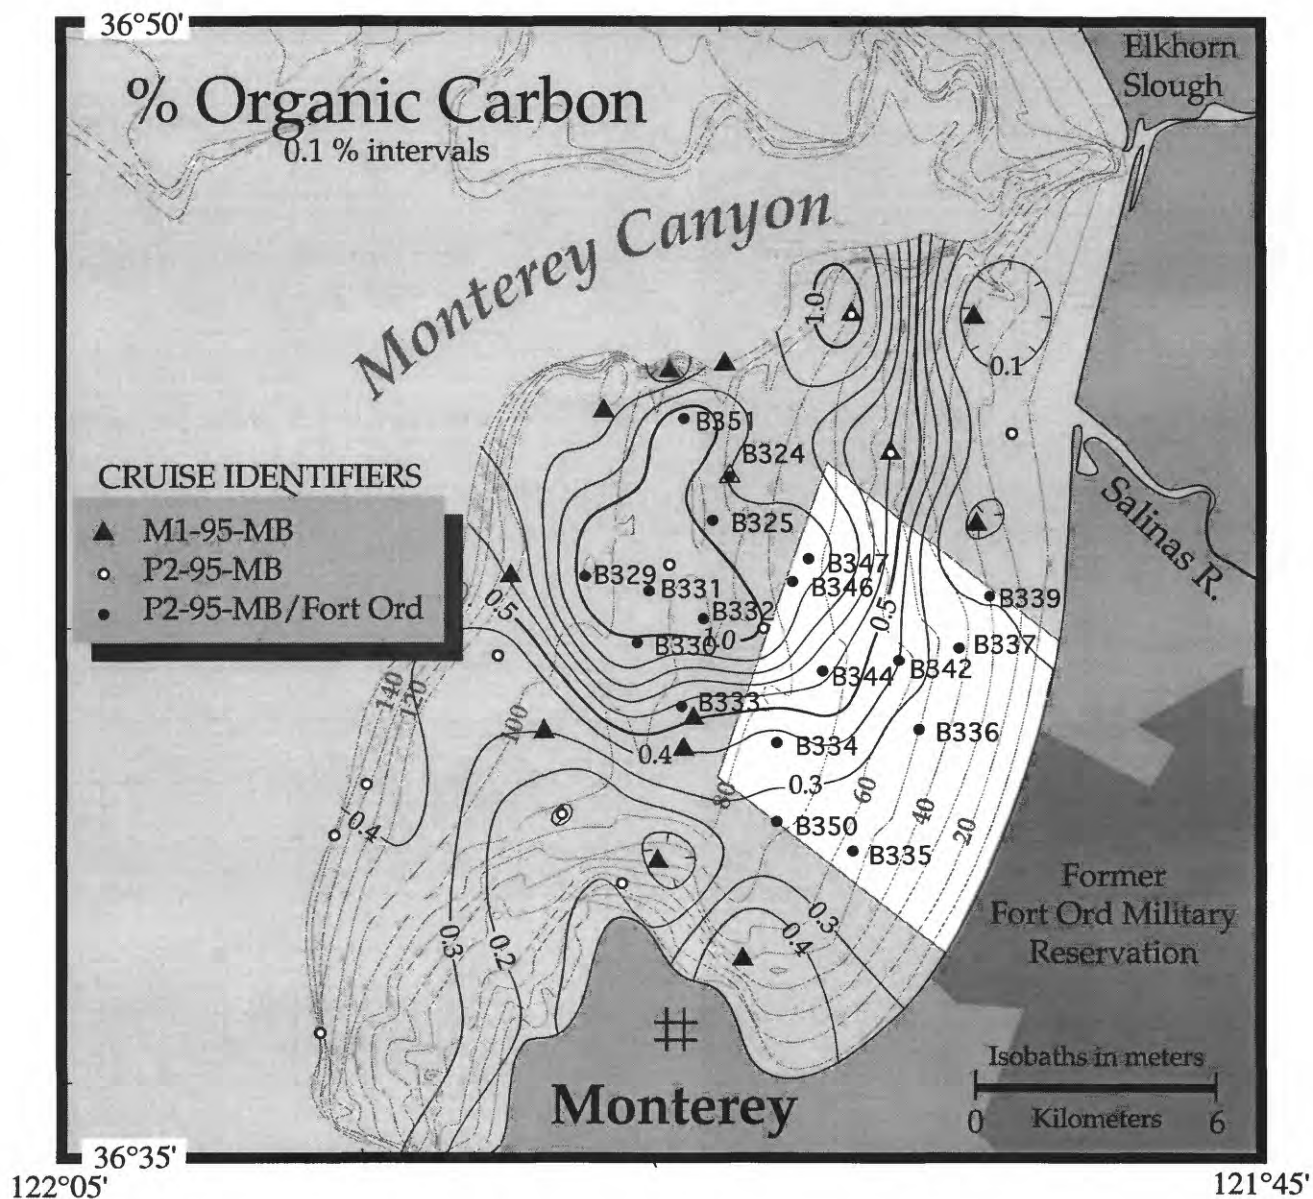 36°50'
Elkhorn
Slough
% Organic Carbon
0.1 % intervals
Monterey Canyon
1.0
0.1
B351
B324
B325
CRUISE IDENTIFIERS
M1-95-MB
P2-95-MB
P2-95-MB/Fort Ord
Salinas R.
B347
B329
B331
B346
B339
0.5
0.5
B332
1.0
B330
B337
B342
B344
140
120
100
B333
B336
B334
0.4
0.3
80
60
40
20
0.4
B350
B335
Former
Fort Ord Military
Reservation
0.3
0.4
0.3
0.2
Isobaths in meters
0
Kilometers
6
Monterey
36°35'
122°05'
121°45'